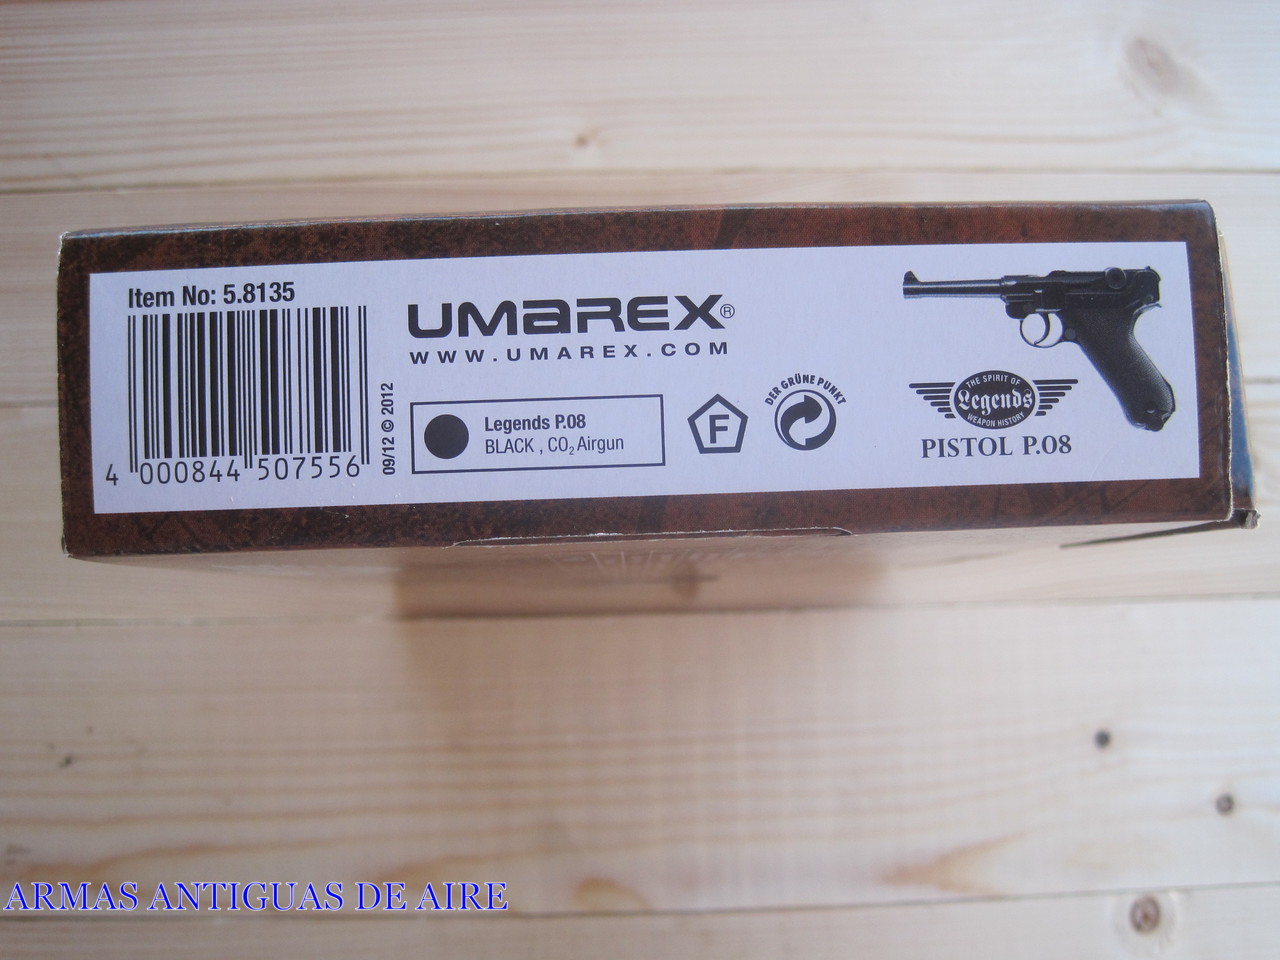 Item No: 5.8135
4 000844 507556
09/12 © 2012
UMAREX®
WWW.UMAREX.COM
Legends P.08
BLACK , CO₂ Airgun
F
DER GRÜNE PUNKT
THE SPIRIT OF
Legends
WEAPON HISTORY
PISTOL P.08
ARMAS ANTIGUAS DE AIRE